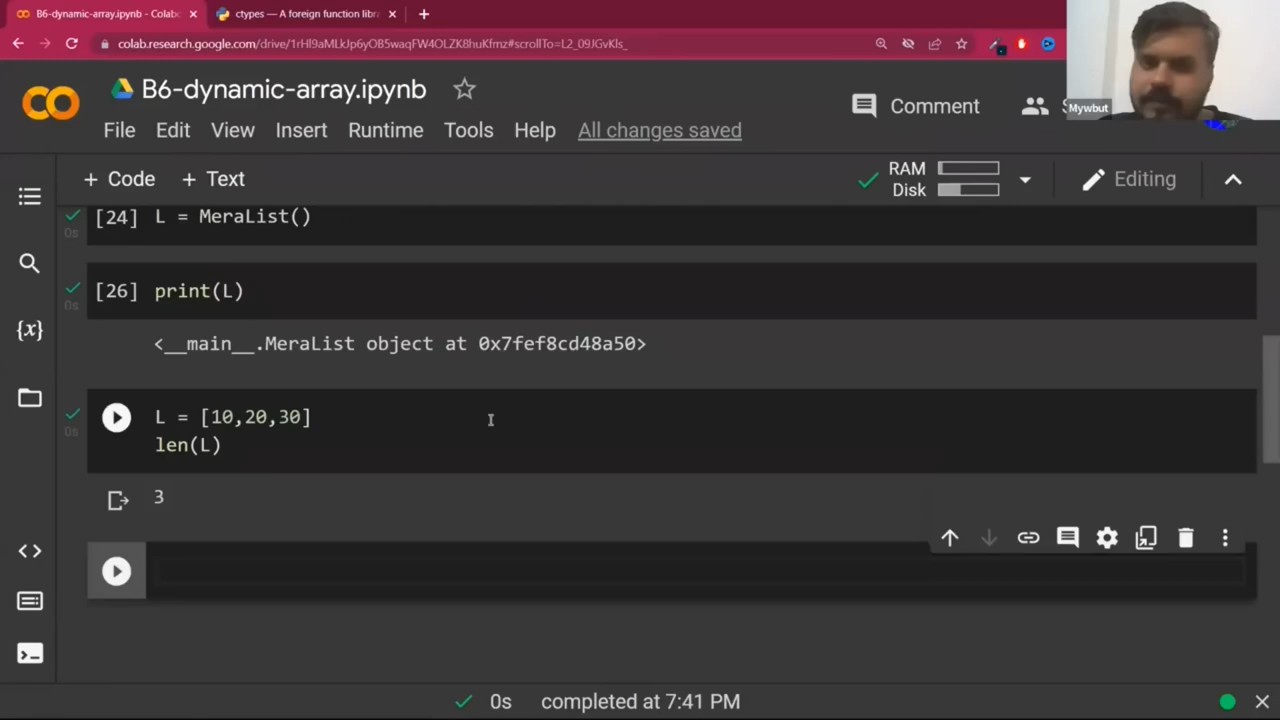 B6-dynamic-array.ipynb - Colabo
ctypes — A foreign function libra
colab.research.google.com/drive/1rHl9aMLkJp6yOB5waqFW4OLZK8huKfmz#scrollTo=L2_09JGvKls_
B6-dynamic-array.ipynb
Comment
Mywbut
File Edit View Insert Runtime Tools Help All changes saved
+ Code + Text
RAM
Disk
Editing
[24] L = MeraList()
0s
[26] print(L)
0s
<__main__.MeraList object at 0x7fef8cd48a50>
L = [10,20,30]
0s
len(L)
3
{x}
0s completed at 7:41 PM